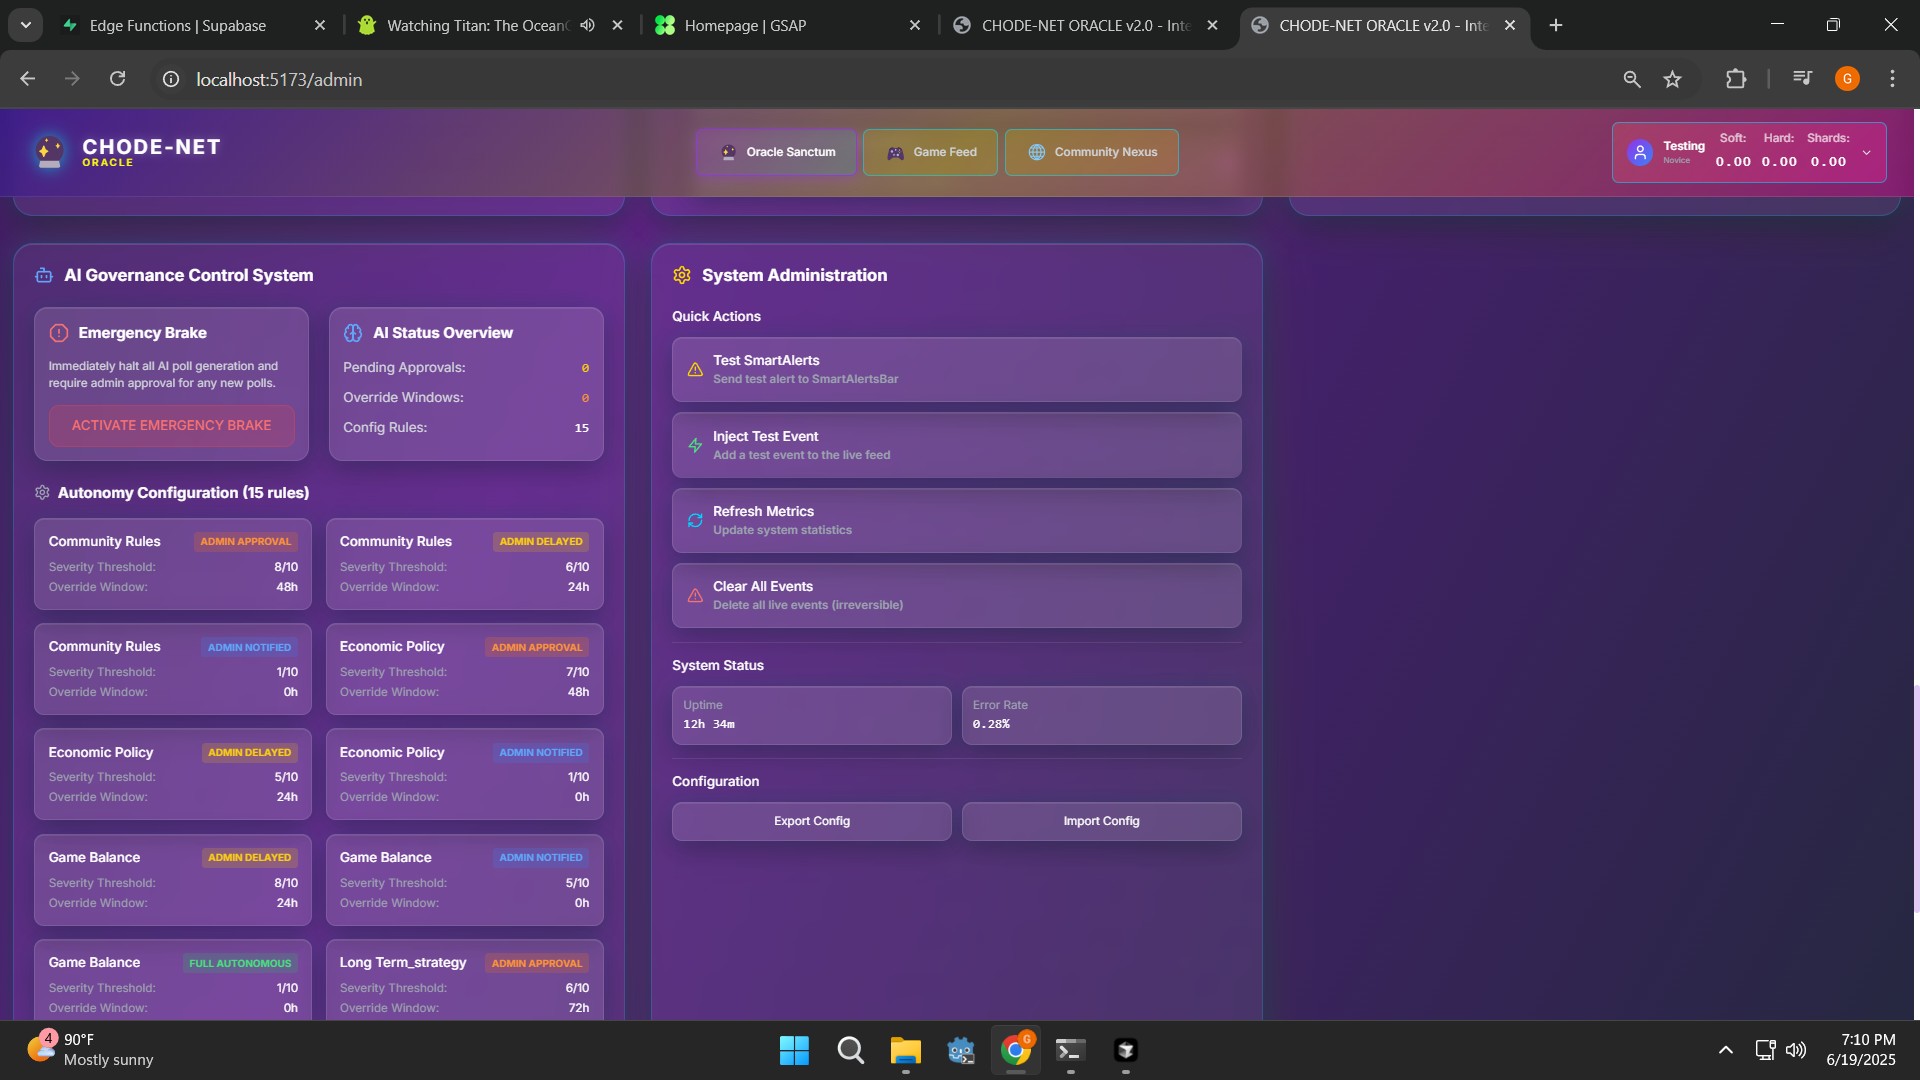 Edge Functions | Supabase
Watching Titan: The Ocean
Homepage | GSAP
CHODE-NET ORACLE v2.0 - Inte
CHODE-NET ORACLE v2.0 - Inte
localhost:5173/admin
G
CHODE-NET
ORACLE
Oracle Sanctum
Game Feed
Community Nexus
Testing
Novice
Soft: Hard: Shards:
0.00 0.00 0.00
AI Governance Control System
Emergency Brake
Immediately halt all AI poll generation and
require admin approval for any new polls.
ACTIVATE EMERGENCY BRAKE
AI Status Overview
Pending Approvals: 0
Override Windows: 0
Config Rules: 15
Autonomy Configuration (15 rules)
Community Rules ADMIN APPROVAL
Severity Threshold: 8/10
Override Window: 48h
Community Rules ADMIN DELAYED
Severity Threshold: 6/10
Override Window: 24h
Community Rules ADMIN NOTIFIED
Severity Threshold: 1/10
Override Window: 0h
Economic Policy ADMIN APPROVAL
Severity Threshold: 7/10
Override Window: 48h
Economic Policy ADMIN DELAYED
Severity Threshold: 5/10
Override Window: 24h
Economic Policy ADMIN NOTIFIED
Severity Threshold: 1/10
Override Window: 0h
Game Balance ADMIN DELAYED
Severity Threshold: 8/10
Override Window: 24h
Game Balance ADMIN NOTIFIED
Severity Threshold: 5/10
Override Window: 0h
Game Balance FULL AUTONOMOUS
Severity Threshold: 1/10
Override Window: 0h
Long Term_strategy ADMIN APPROVAL
Severity Threshold: 6/10
Override Window: 72h
System Administration
Quick Actions
Test SmartAlerts
Send test alert to SmartAlertsBar
Inject Test Event
Add a test event to the live feed
Refresh Metrics
Update system statistics
Clear All Events
Delete all live events (irreversible)
System Status
Uptime
12h 34m
Error Rate
0.28%
Configuration
Export Config
Import Config
4
90°F
Mostly sunny
G
7:10 PM
6/19/2025